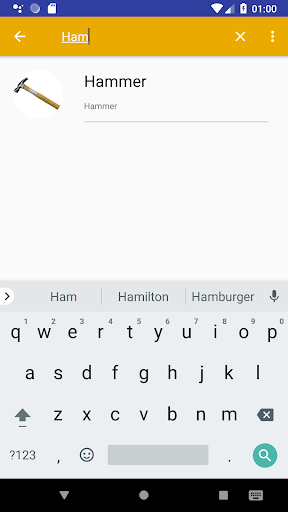 01:00
Ham
Hammer
Hammer
Ham Hamilton Hamburger
1 2 3 4 5 6 7 8 9 0
q w e r t y u i o p
a s d f g h j k l
z x c v b n m
?123 , .